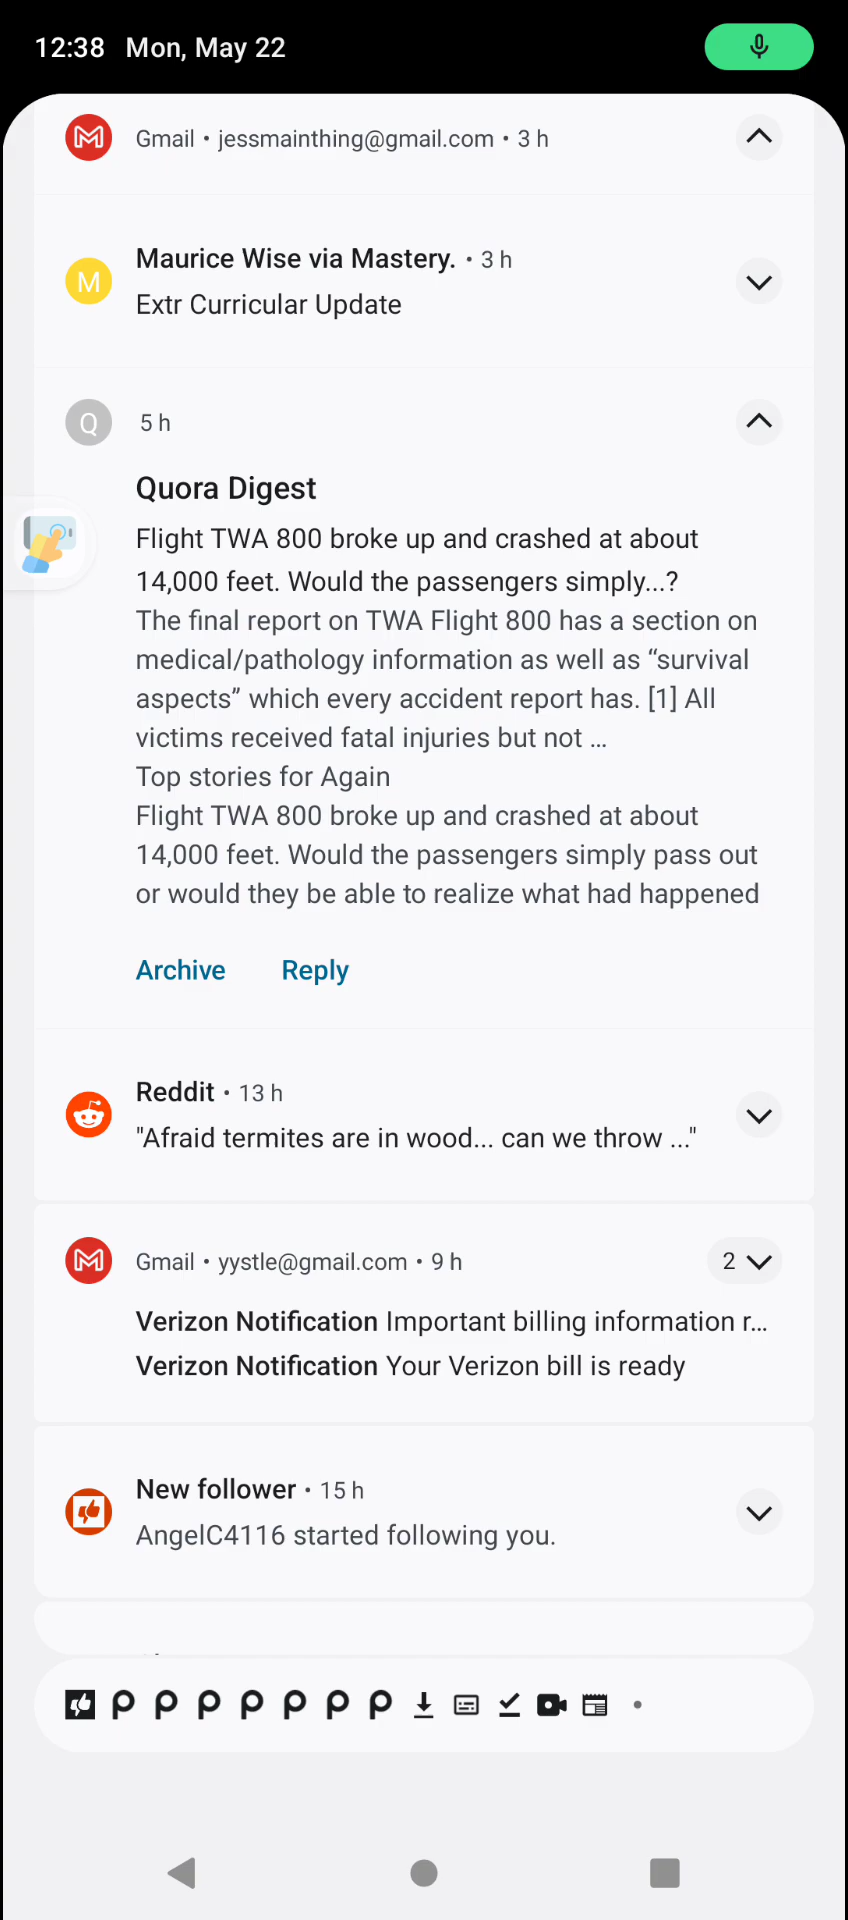 12:38 Mon, May 22
Gmail • jessmainthing@gmail.com • 3 h
Maurice Wise via Mastery. • 3 h
M
Extr Curricular Update
Q 5 h
Quora Digest
Flight TWA 800 broke up and crashed at about
14,000 feet. Would the passengers simply...?
The final report on TWA Flight 800 has a section on
medical/pathology information as well as “survival
aspects” which every accident report has. [1] All
victims received fatal injuries but not …
Top stories for Again
Flight TWA 800 broke up and crashed at about
14,000 feet. Would the passengers simply pass out
or would they be able to realize what had happened
Archive Reply
Reddit • 13 h
"Afraid termites are in wood... can we throw ..."
Gmail • yystle@gmail.com • 9 h 2
Verizon Notification Important billing information r...
Verizon Notification Your Verizon bill is ready
New follower • 15 h
AngelC4116 started following you.